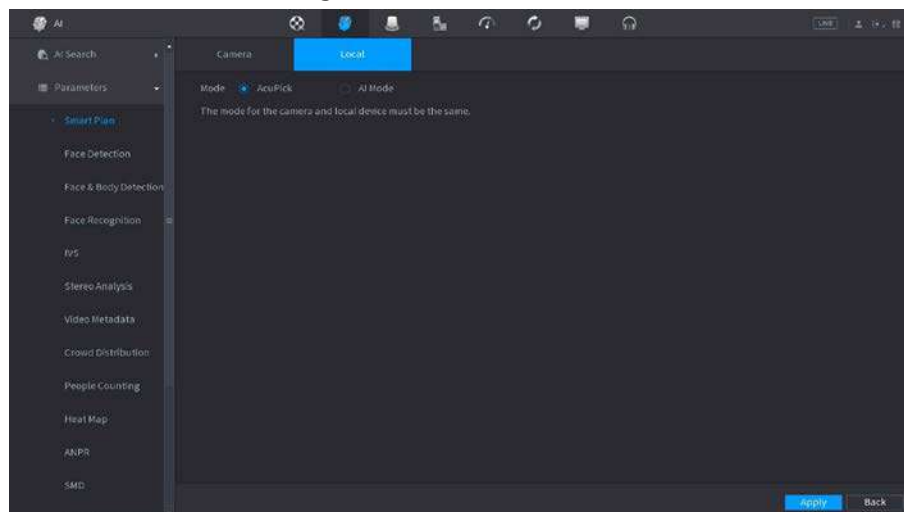 AI
LIVE
AI Search
Camera
Local
Parameters
Mode
AcuPick
AI Mode
The mode for the camera and local device must be the same.
Smart Plan
Face Detection
Face & Body Detection
Face Recognition
IVS
Stereo Analysis
Video Metadata
Crowd Distribution
People Counting
Heat Map
ANPR
SMD
Apply
Back